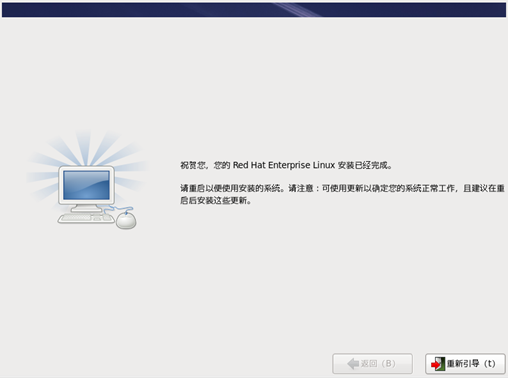 祝贺您，您的 Red Hat Enterprise Linux 安装已经完成。
请重启以便使用安装的系统。请注意：可使用更新以确定您的系统正常工作，且建议在重
启后安装这些更新。
返回（B）
重新引导（t）